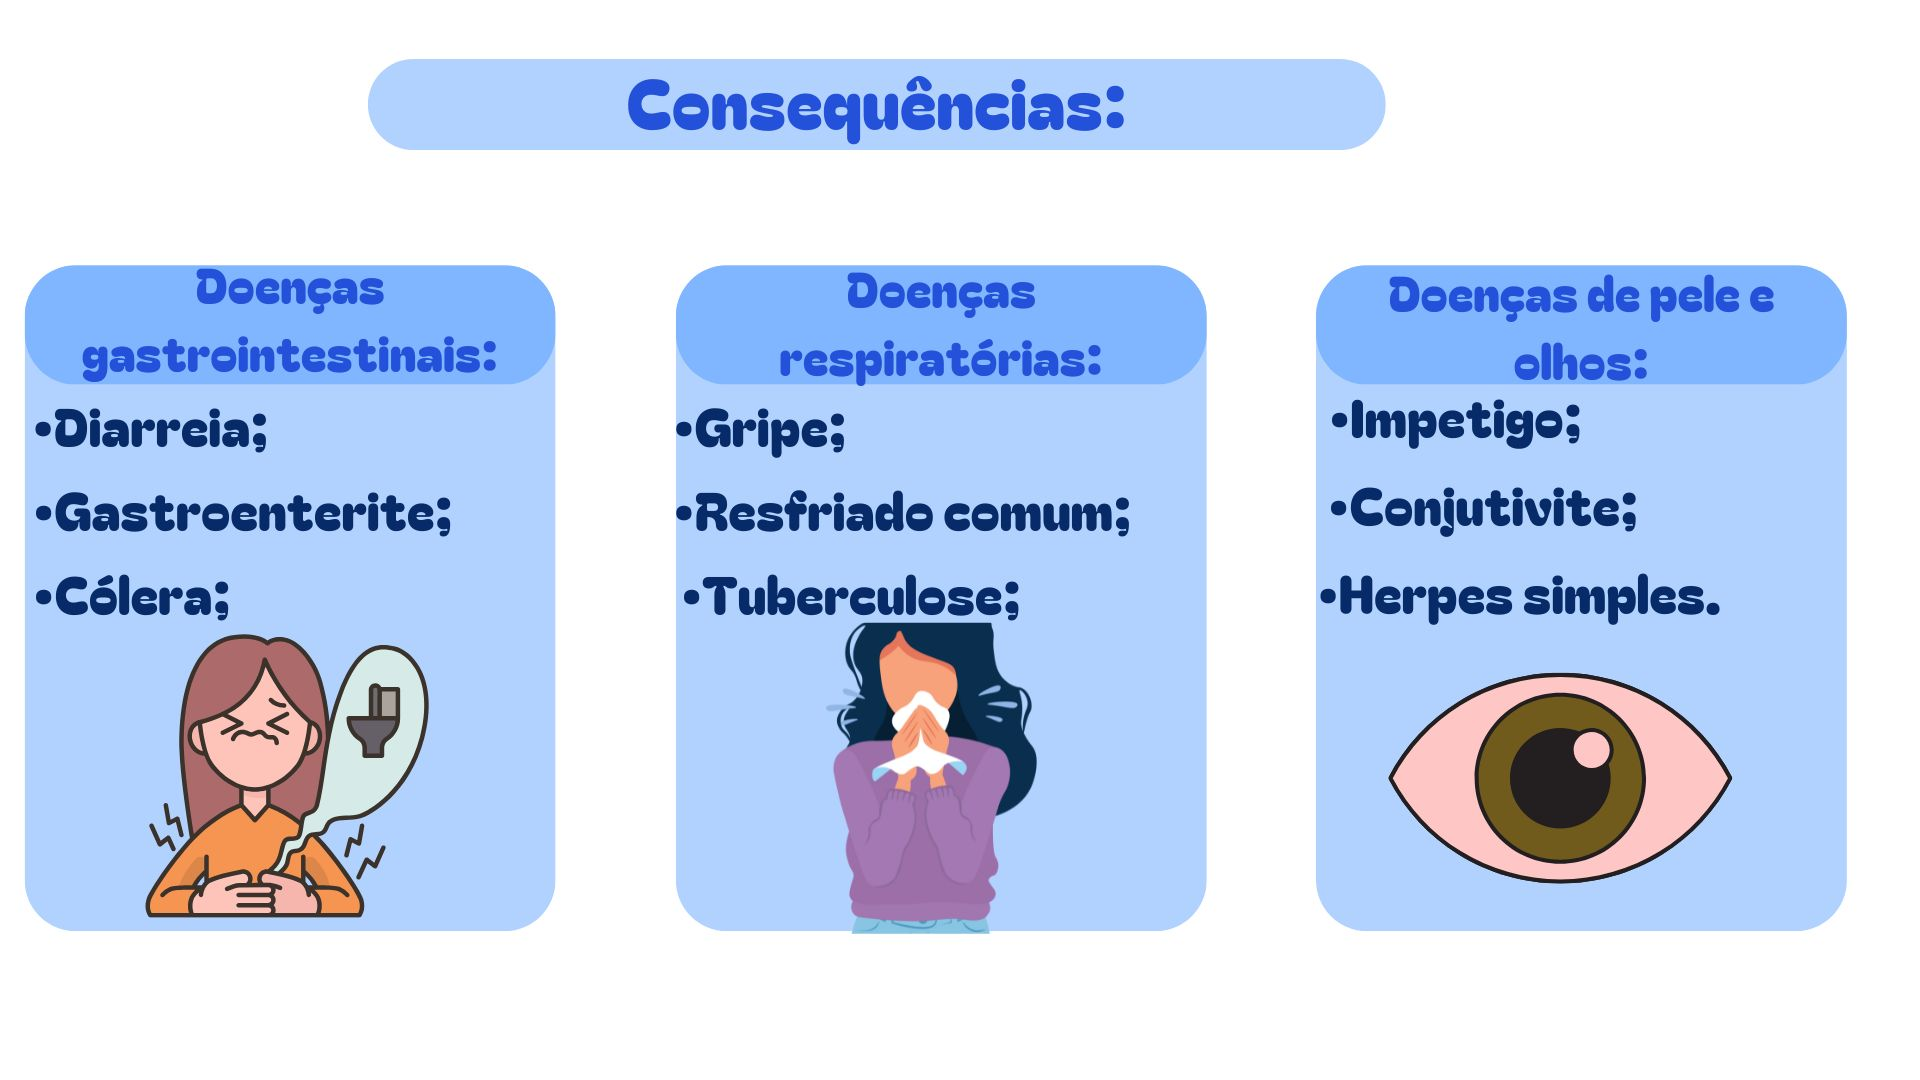 Consequências:
Doenças
gastrointestinais:
•Diarreia;
•Gastroenterite;
•Cólera;
Doenças
respiratórias:
•Gripe;
•Resfriado comum;
•Tuberculose;
Doenças de pele e
olhos:
•Impetigo;
•Conjutivite;
•Herpes simples.